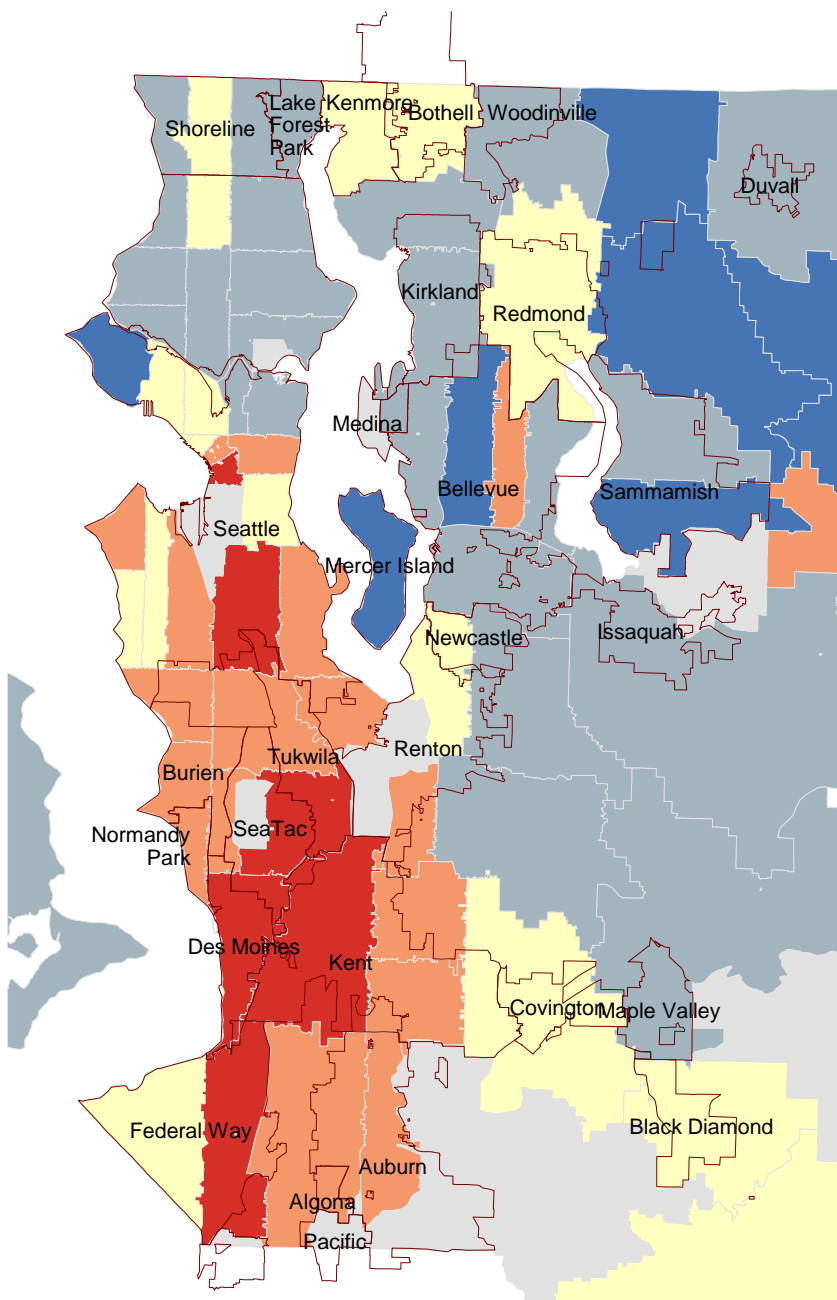 Lake
Forest
Park
Kenmore
Bothell
Woodinville
Shoreline
Duvall
Kirkland
Redmond
Medina
Bellevue
Sammamish
Seattle
Mercer Island
Newcastle
Issaquah
Renton
Tukwila
Burien
SeaTac
Normandy
Park
Des Moines
Kent
Covington
Maple Valley
Federal Way
Black Diamond
Auburn
Algona
Pacific